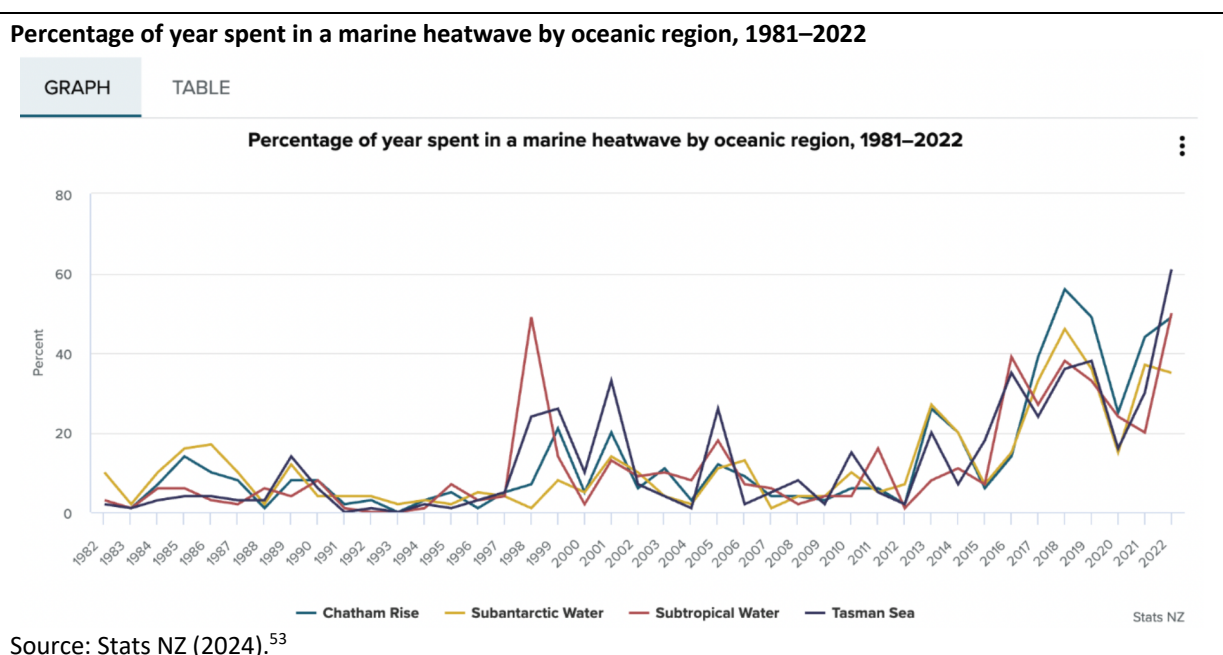 Percentage of year spent in a marine heatwave by oceanic region, 1981–2022
GRAPH TABLE
Percentage of year spent in a marine heatwave by oceanic region, 1981–2022
80
60
40
20
0
Percent
1982 1983 1984 1985 1986 1987 1988 1989 1990 1991 1992 1993 1994 1995 1996 1997 1998 1999 2000 2001 2002 2003 2004 2005 2006 2007 2008 2009 2010 2011 2012 2013 2014 2015 2016 2017 2018 2019 2020 2021 2022
Chatham Rise Subantarctic Water Subtropical Water Tasman Sea
Stats NZ
Source: Stats NZ (2024).53